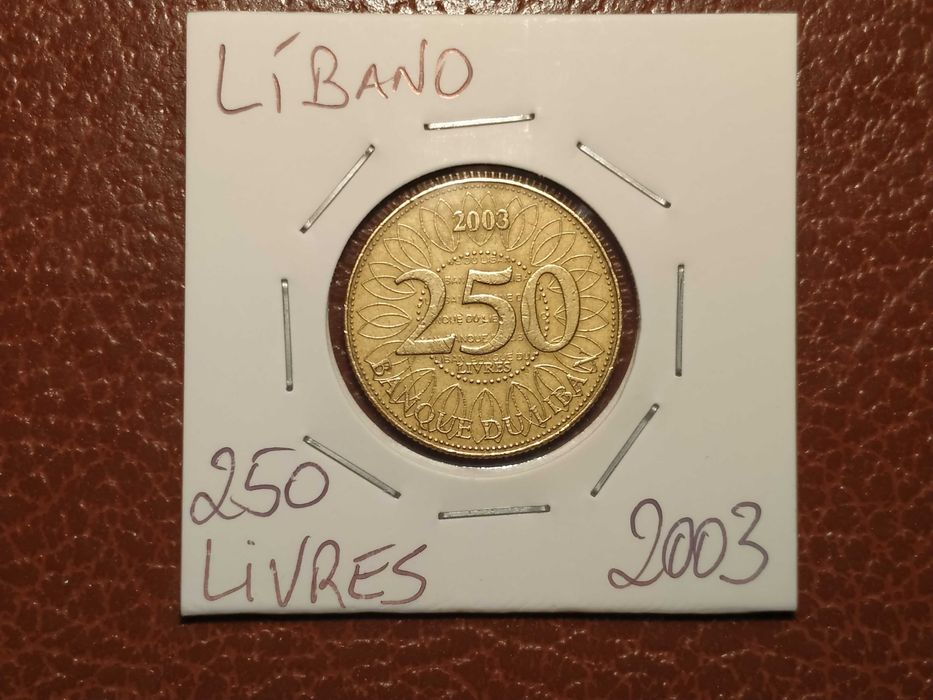 LÍBANO
2003
250
LIVRES
BANQUE DU LIBAN
250
LIVRES
2003